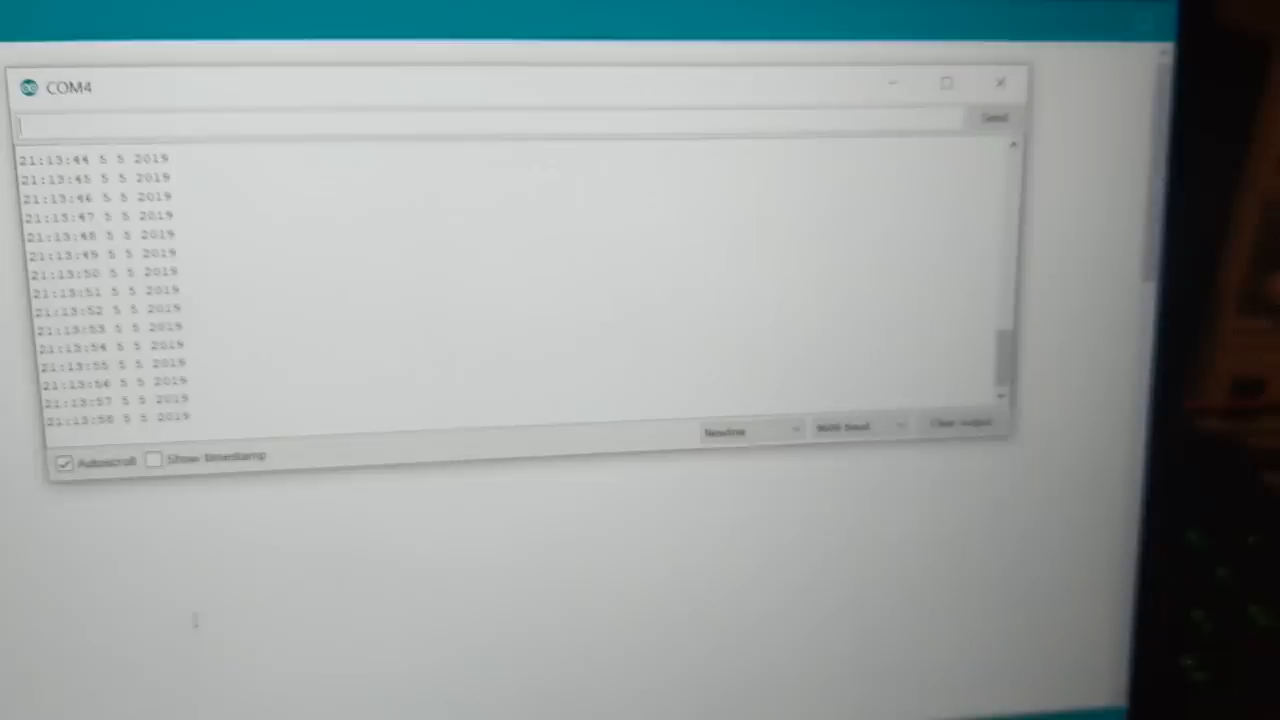 COM4
Send
21:13:44 5 5 2019
21:13:45 5 5 2019
21:13:46 5 5 2019
21:13:47 5 5 2019
21:13:48 5 5 2019
21:13:49 5 5 2019
21:13:50 5 5 2019
21:13:51 5 5 2019
21:13:52 5 5 2019
21:13:53 5 5 2019
21:13:54 5 5 2019
21:13:55 5 5 2019
21:13:56 5 5 2019
21:13:57 5 5 2019
21:13:58 5 5 2019
Autoscroll Show timestamp Newline 9600 baud Clear output